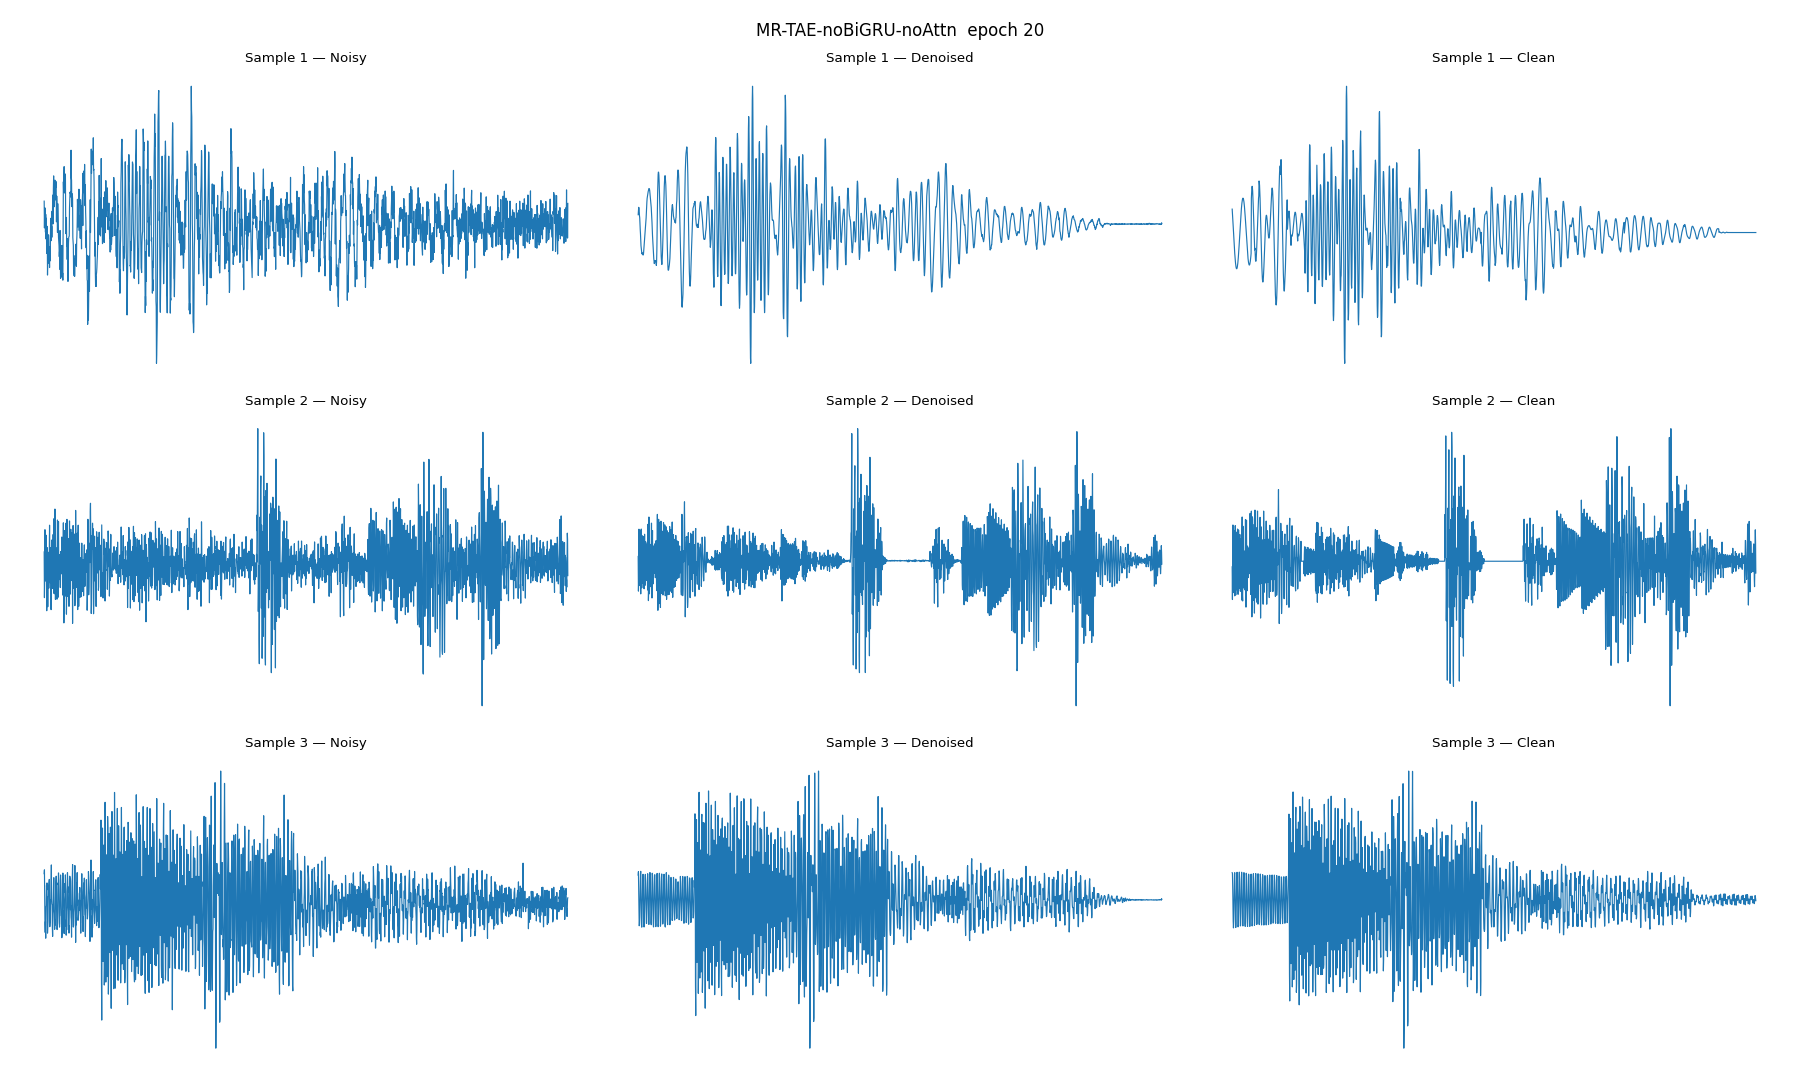 MR-TAE-noBiGRU-noAttn  epoch 20
Sample 1 — Noisy
Sample 1 — Denoised
Sample 1 — Clean
Sample 2 — Noisy
Sample 2 — Denoised
Sample 2 — Clean
Sample 3 — Noisy
Sample 3 — Denoised
Sample 3 — Clean